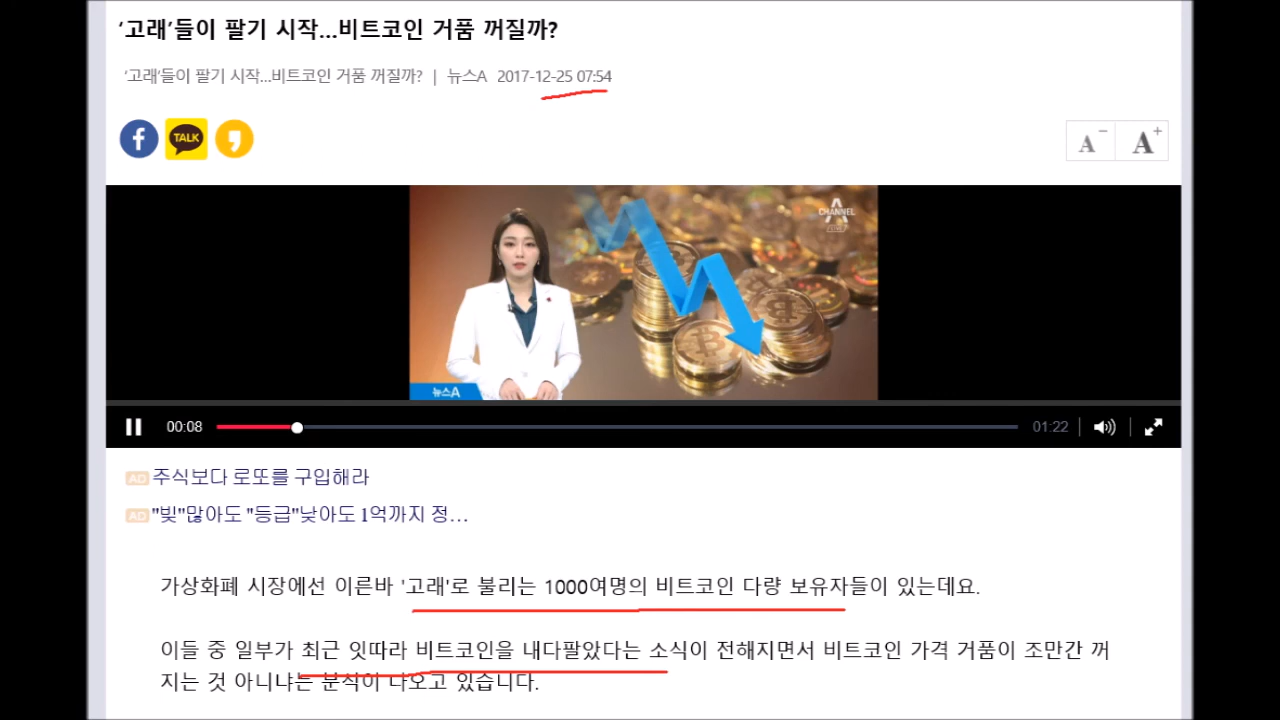 ‘고래’들이 팔기 시작...비트코인 거품 꺼질까?
‘고래’들이 팔기 시작...비트코인 거품 꺼질까? | 뉴스A 2017-12-25 07:54
TALK
A- A+
CHANNEL A
뉴스A
00:08 01:22
AD 주식보다 로또를 구입해라
AD "빚"많아도 "등급"낮아도 1억까지 정…
가상화폐 시장에선 이른바 '고래'로 불리는 1000여명의 비트코인 다량 보유자들이 있는데요.
이들 중 일부가 최근 잇따라 비트코인을 내다팔았다는 소식이 전해지면서 비트코인 가격 거품이 조만간 꺼
지는 것 아니냐는 분석이 나오고 있습니다.